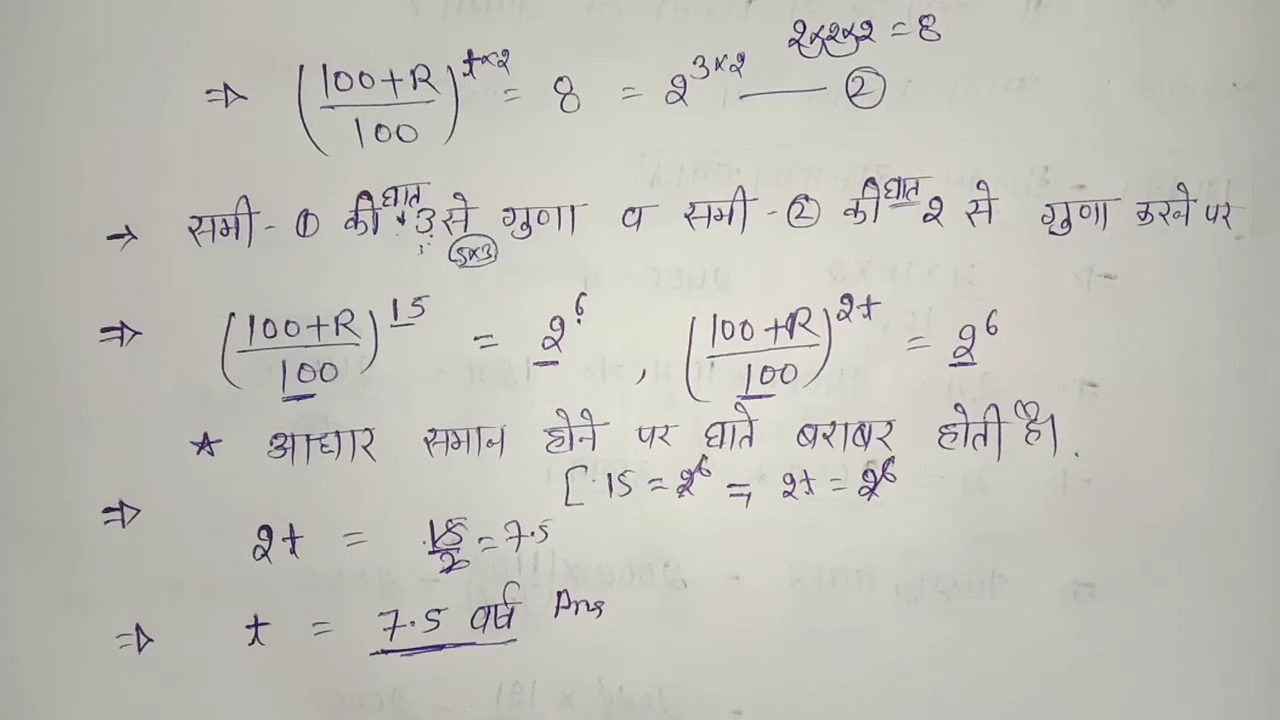 2×2×2 = 8
⇒ ((100+R)/100)^(t×2) = 8 = 2^(3×2) —— ②
→ समी - ① की घात 3 से गुणा व समी - ② की घात 2 से गुणा करने पर
5×3
⇒ ((100+R)/100)^15 = 2^6 , ((100+R)/100)^2t = 2^6
★ आधार समान होने पर घाते बराबर होती है।
[15 = 2^6 = , 2t = 2^6
⇒ 2t = 15/2 = 7.5
⇒ t = 7.5 वर्ष Ans